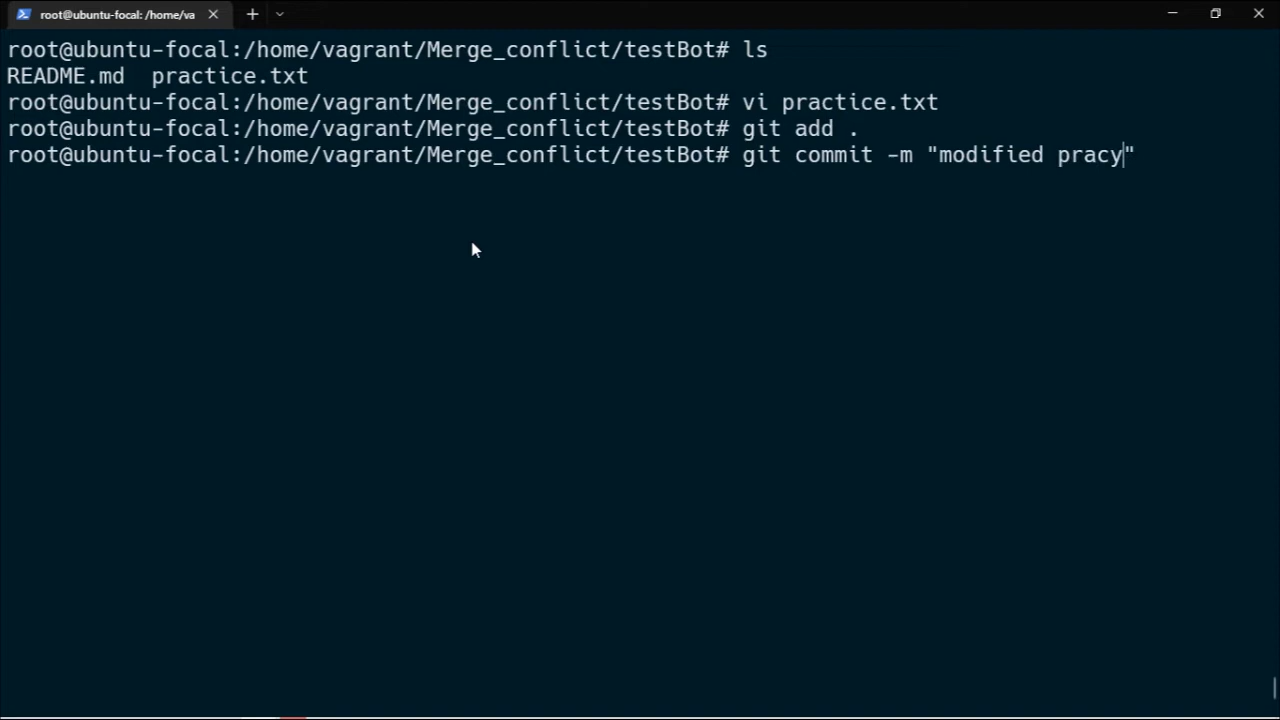 root@ubuntu-focal: /home/va
root@ubuntu-focal:/home/vagrant/Merge_conflict/testBot# ls
README.md  practice.txt
root@ubuntu-focal:/home/vagrant/Merge_conflict/testBot# vi practice.txt
root@ubuntu-focal:/home/vagrant/Merge_conflict/testBot# git add .
root@ubuntu-focal:/home/vagrant/Merge_conflict/testBot# git commit -m "modified pracy"